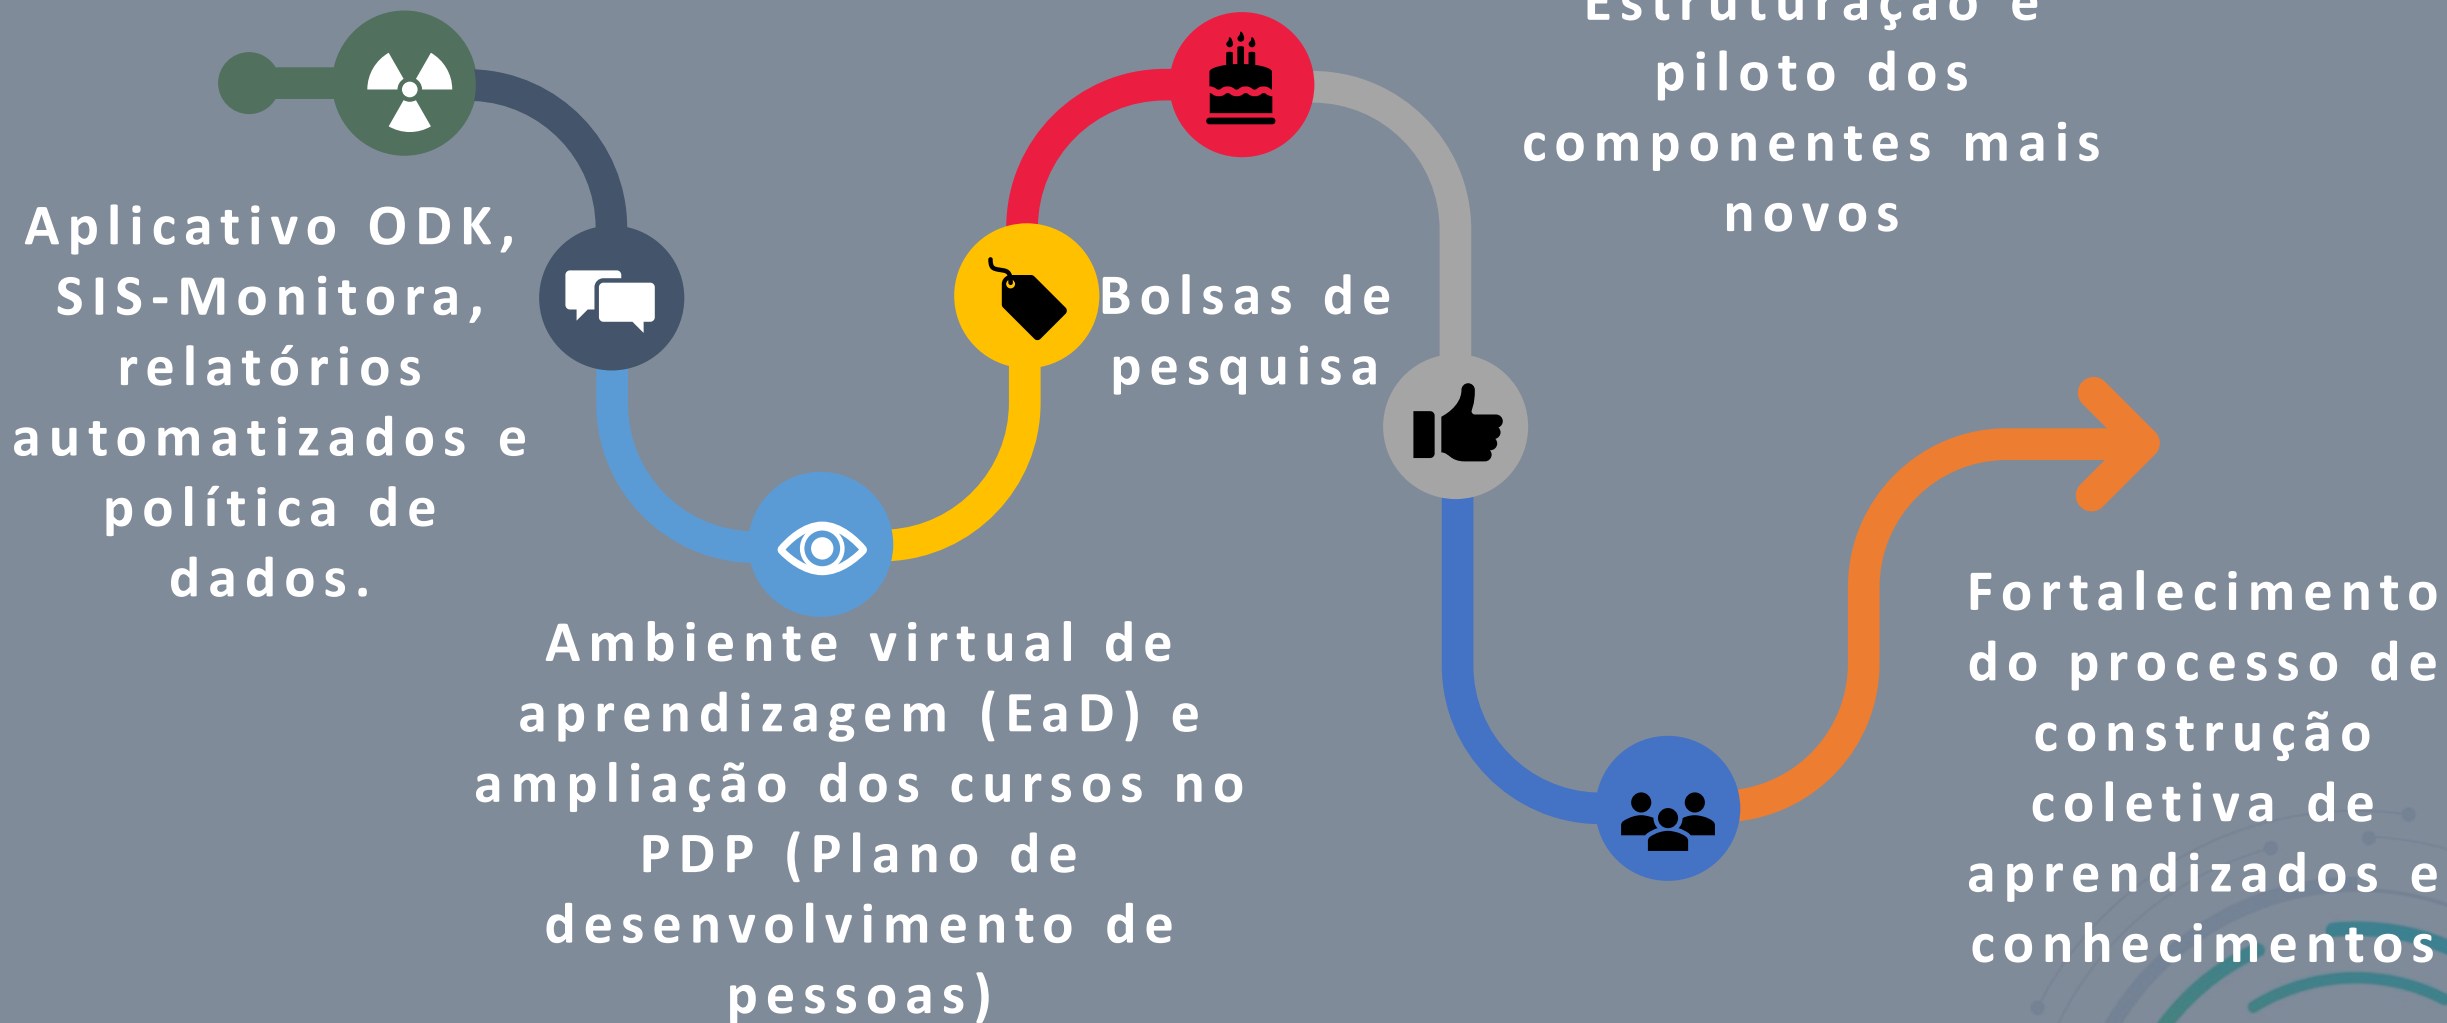 Aplicativo ODK,
SIS-Monitora,
relatórios
automatizados e
política de
dados.
Ambiente virtual de
aprendizagem (EaD) e
ampliação dos cursos no
PDP (Plano de
desenvolvimento de
pessoas)
Bolsas de
pesquisa
Estruturação e
piloto dos
componentes mais
novos
Fortalecimento
do processo de
construção
coletiva de
aprendizados e
conhecimentos